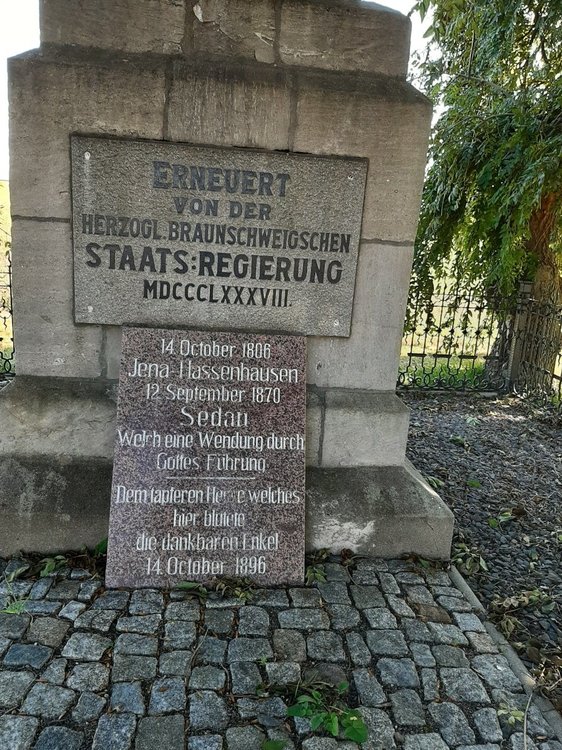 ERNEUERT
VON DER
HERZOGL. BRAUNSCHWEIGSCHEN
STAATS:REGIERUNG
MDCCCLXXXVIII.
14. October 1806
Jena-Hassenhausen
12. September 1870
Sedan
Welch eine Wendung durch
Gottes Führung
Dem tapferen Heere welches
hier blutete
die dankbaren Enkel
14. October 1896